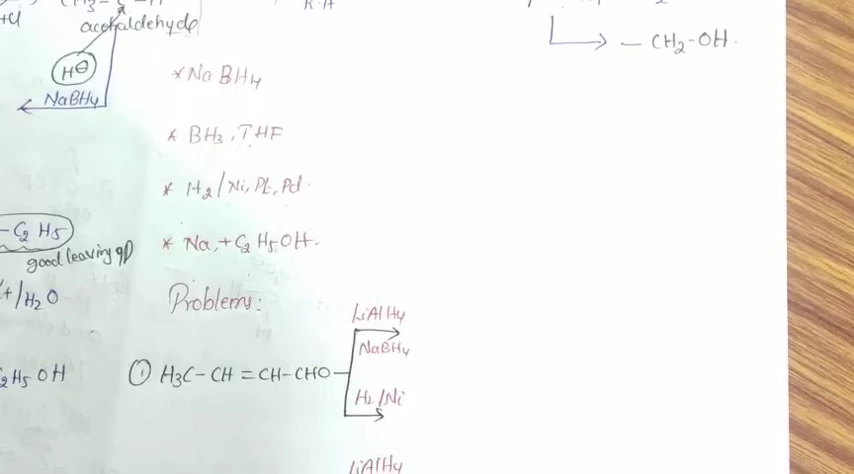 acetaldehyde
— CH₂-OH.
H⊖
NaBH₄
* NaBH₄
* BH₃, THF
* H₂/Ni, Pt, Pd.
-C₂H₅
good leaving gp
* Na, + C₂H₅OH.
+/H₂O
Problems:
LiAlH₄
NaBH₄
₂H₅OH
① H₃C-CH=CH-CHO
H₂/Ni
LiAlH₄